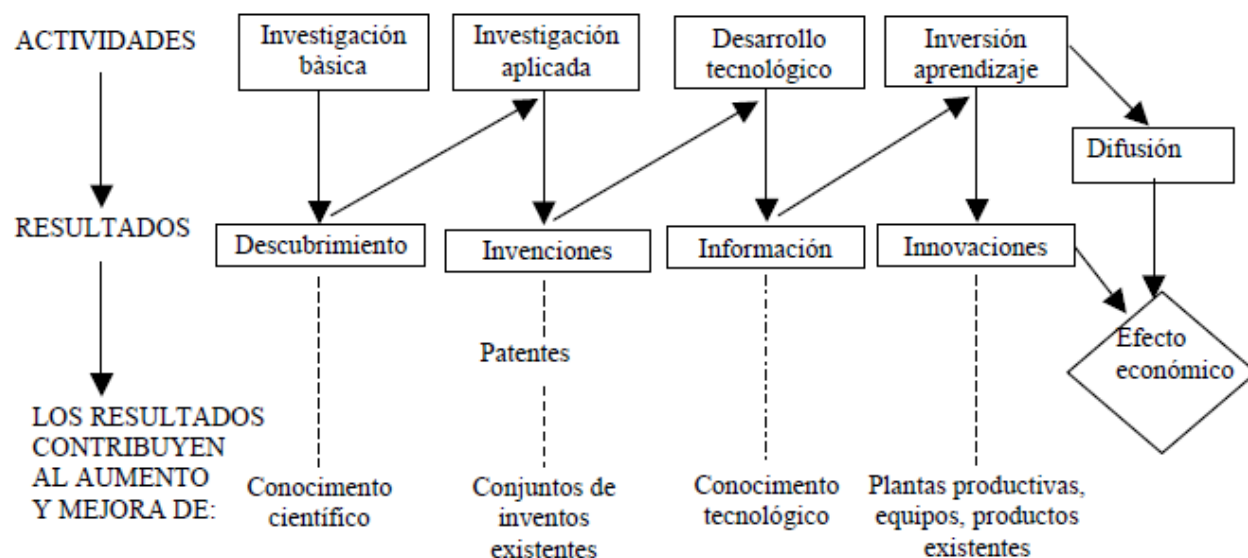 ACTIVIDADES
Investigación
bàsica
Investigación
aplicada
Desarrollo
tecnológico
Inversión
aprendizaje
Difusión
RESULTADOS
Descubrimiento
Invenciones
Información
Innovaciones
Patentes
Efecto
económico
LOS RESULTADOS
CONTRIBUYEN
AL AUMENTO
Y MEJORA DE:
Conocimento
científico
Conjuntos de
inventos
existentes
Conocimento
tecnológico
Plantas productivas,
equipos, productos
existentes